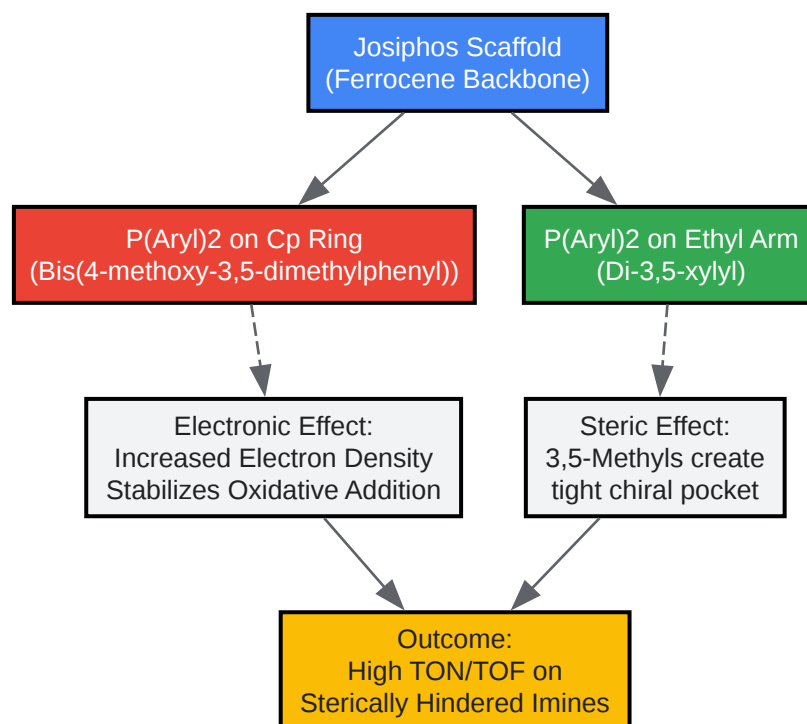 Josiphos Scaffold
(Ferrocene Backbone)
P(Aryl)2 on Cp Ring
(Bis(4-methoxy-3,5-dimethylphenyl))
P(Aryl)2 on Ethyl Arm
(Di-3,5-xylyl)
Electronic Effect:
Increased Electron Density
Stabilizes Oxidative Addition
Steric Effect:
3,5-Methyls create
tight chiral pocket
Outcome:
High TON/TOF on
Sterically Hindered Imines